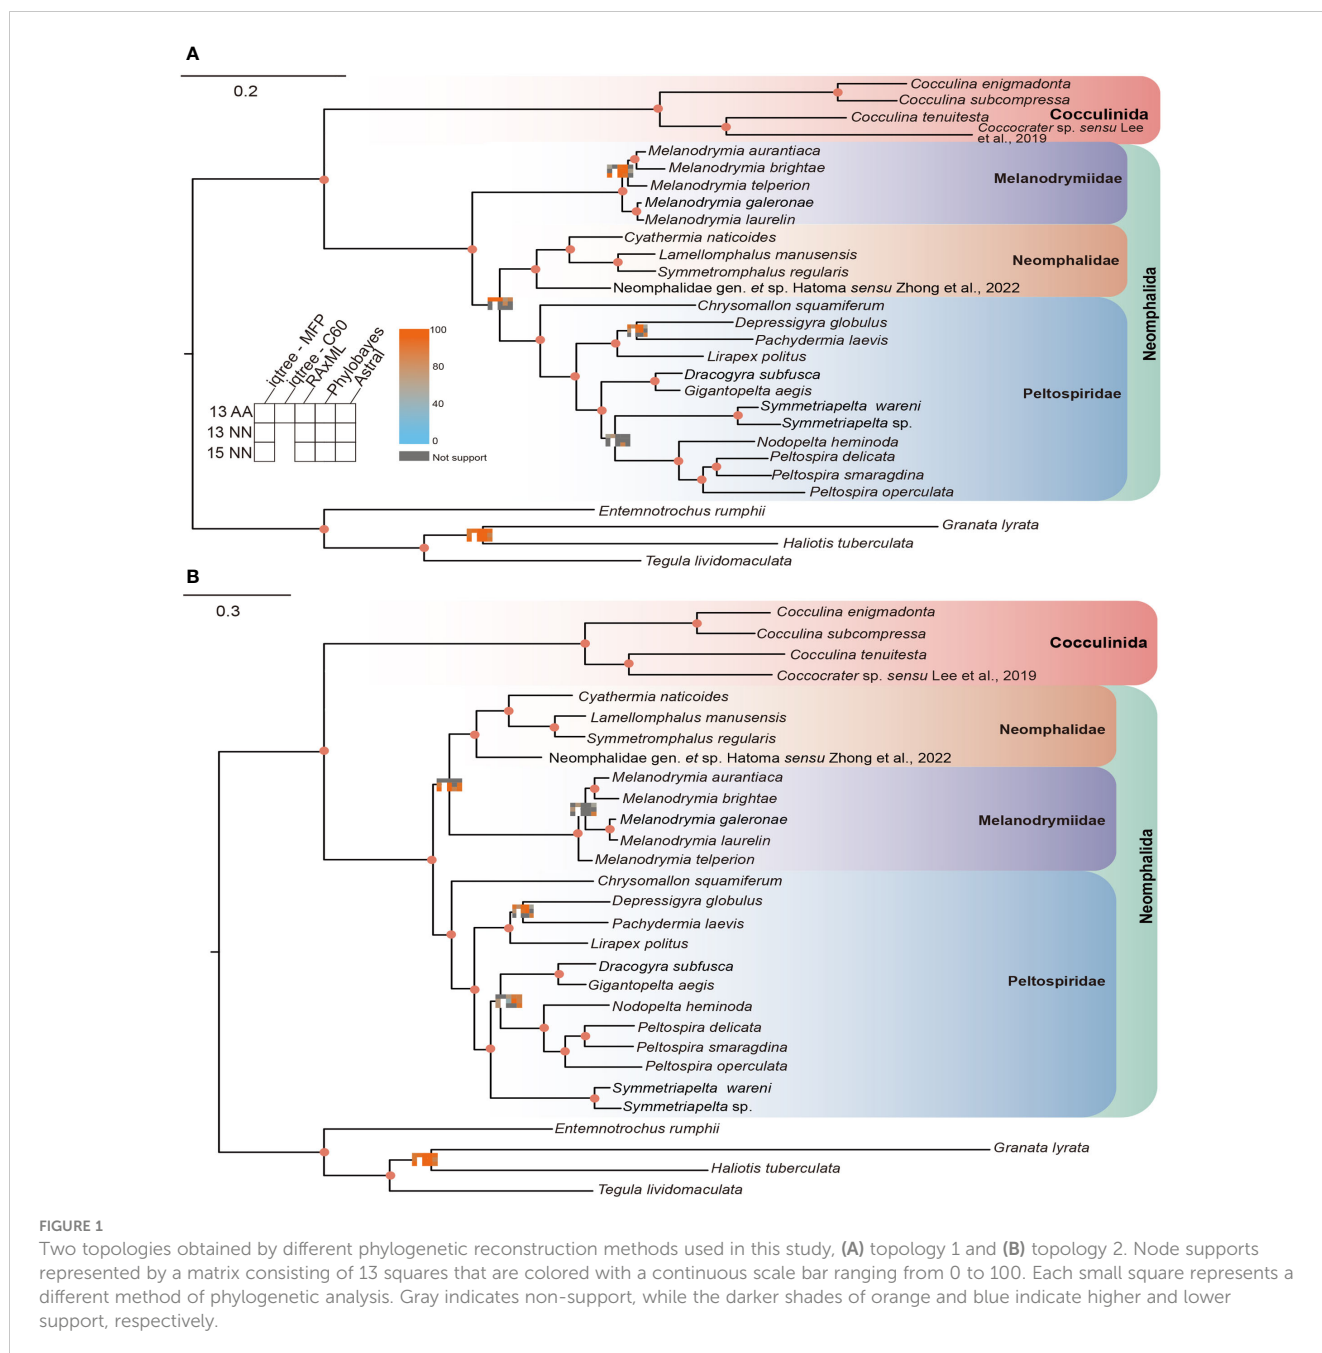 A
0.2
Cocculina enigmadonta
Cocculina subcompressa
Cocculina tenuitesta
Cocculinida
Coccocrater sp. sensu Lee
et al., 2019
Melanodrymia aurantiaca
Melanodrymia brightae
Melanodrymiidae
Melanodrymia telperion
Melanodrymia galeronae
Melanodrymia laurelin
Cyathermia naticoides
Lamellomphalus manusensis
Neomphalidae
Symmetromphalus regularis
Neomphalidae gen. et sp. Hatoma sensu Zhong et al., 2022
Neomphalida
Chrysomallon squamiferum
Depressigyra globulus
Pachydermia laevis
Lirapex politus
Dracogyra subfusca
Gigantopelta aegis
Peltospiridae
Symmetriapelta wareni
Symmetriapelta sp.
Nodopelta heminoda
Peltospira delicata
Peltospira smaragdina
Peltospira operculata
iqtree - MFP
iqtree - C60
RAxML
Phylobayes
Astral
13 AA
13 NN
15 NN
100
80
40
0
Not support
Entemnotrochus rumphii
Granata lyrata
Haliotis tuberculata
Tegula lividomaculata
B
0.3
Cocculina enigmadonta
Cocculina subcompressa
Cocculinida
Cocculina tenuitesta
Coccocrater sp. sensu Lee et al., 2019
Cyathermia naticoides
Lamellomphalus manusensis
Neomphalidae
Symmetromphalus regularis
Neomphalidae gen. et sp. Hatoma sensu Zhong et al., 2022
Melanodrymia aurantiaca
Melanodrymia brightae
Melanodrymia galeronae
Melanodrymiidae
Melanodrymia laurelin
Melanodrymia telperion
Neomphalida
Chrysomallon squamiferum
Depressigyra globulus
Pachydermia laevis
Lirapex politus
Dracogyra subfusca
Peltospiridae
Gigantopelta aegis
Nodopelta heminoda
Peltospira delicata
Peltospira smaragdina
Peltospira operculata
Symmetriapelta wareni
Symmetriapelta sp.
Entemnotrochus rumphii
Granata lyrata
Haliotis tuberculata
Tegula lividomaculata
FIGURE 1
Two topologies obtained by different phylogenetic reconstruction methods used in this study, (A) topology 1 and (B) topology 2. Node supports
represented by a matrix consisting of 13 squares that are colored with a continuous scale bar ranging from 0 to 100. Each small square represents a
different method of phylogenetic analysis. Gray indicates non-support, while the darker shades of orange and blue indicate higher and lower
support, respectively.